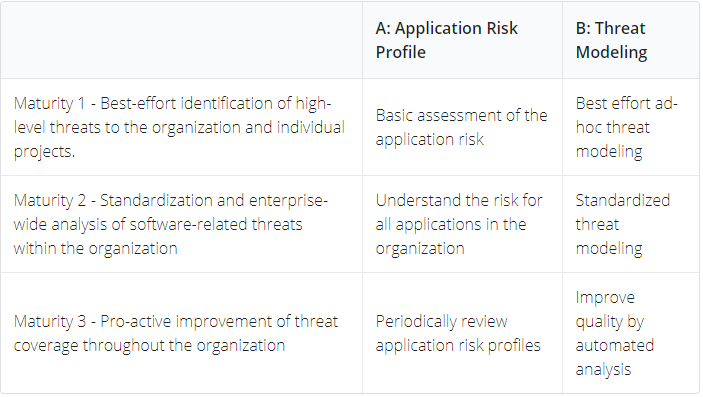 A: Application Risk
Profile
B: Threat
Modeling
Maturity 1 - Best-effort identification of high-
level threats to the organization and individual
projects.
Basic assessment of the
application risk
Best effort ad-
hoc threat
modeling
Maturity 2 - Standardization and enterprise-
wide analysis of software-related threats
within the organization
Understand the risk for
all applications in the
organization
Standardized
threat
modeling
Maturity 3 - Pro-active improvement of threat
coverage throughout the organization
Periodically review
application risk profiles
Improve
quality by
automated
analysis